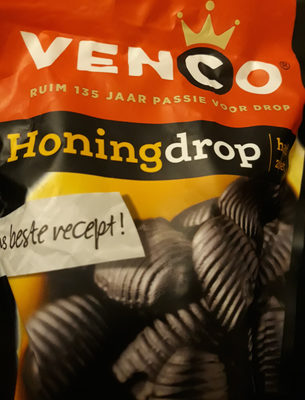 VENCO®
RUIM 135 JAAR PASSIE VOOR DROP
Honingdrop
beste recept!